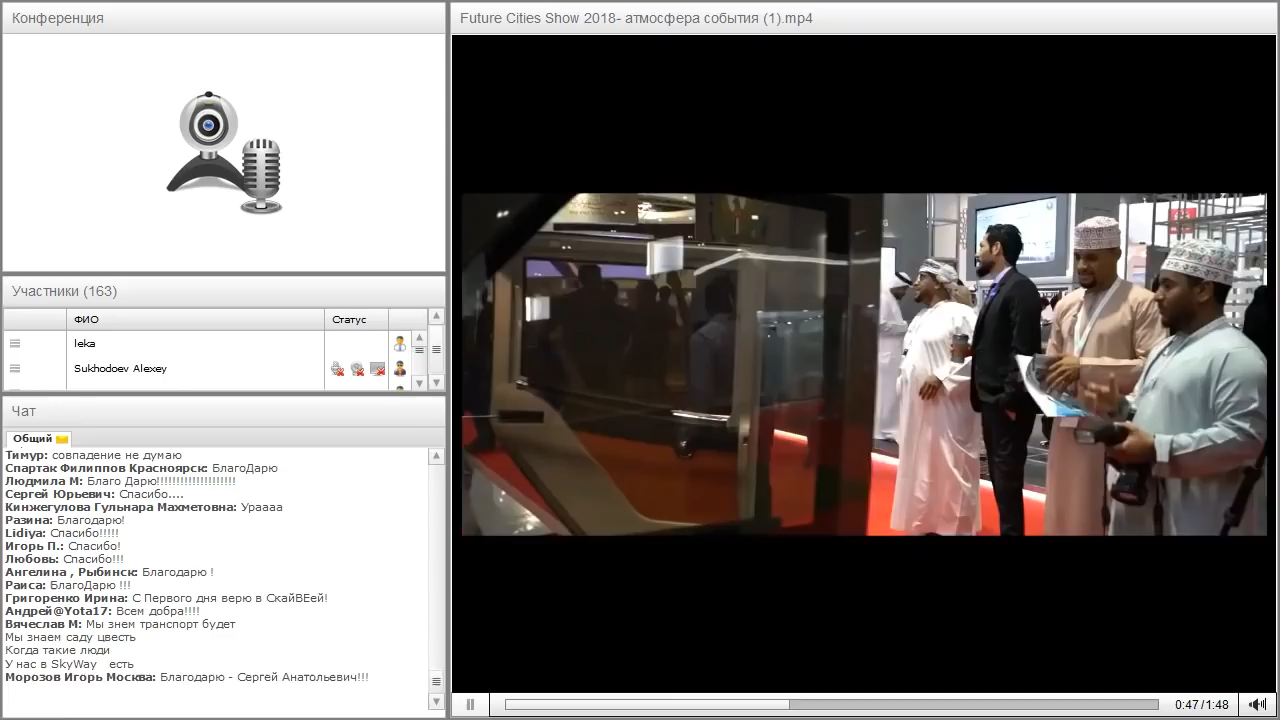 Конференция
Future Cities Show 2018- атмосфера события (1).mp4
Участники (163)
ФИО
Статус
leka
Sukhodoev Alexey
Чат
Общий
Тимур: совпадение не думаю
Спартак Филиппов Красноярск: БлагоДарю
Людмила М: Благо Дарю!!!!!!!!!!!!!!!!!!!!
Сергей Юрьевич: Спасибо....
Кинжегулова Гульнара Махметовна: Ураааа
Разина: Благодарю!
Lidiya: Спасибо!!!!!
Игорь П.: Спасибо!
Любовь: Спасибо!!!
Ангелина , Рыбинск: Благодарю !
Раиса: БлагоДарю !!!
Григоренко Ирина: С Первого дня верю в СкайВЕей!
Андрей@Yota17: Всем добра!!!!
Вячеслав М: Мы знем транспорт будет
Мы знаем саду цвесть
Когда такие люди
У нас в SkyWay есть
Морозов Игорь Москва: Благодарю - Сергей Анатольевич!!!
0:47/1:48